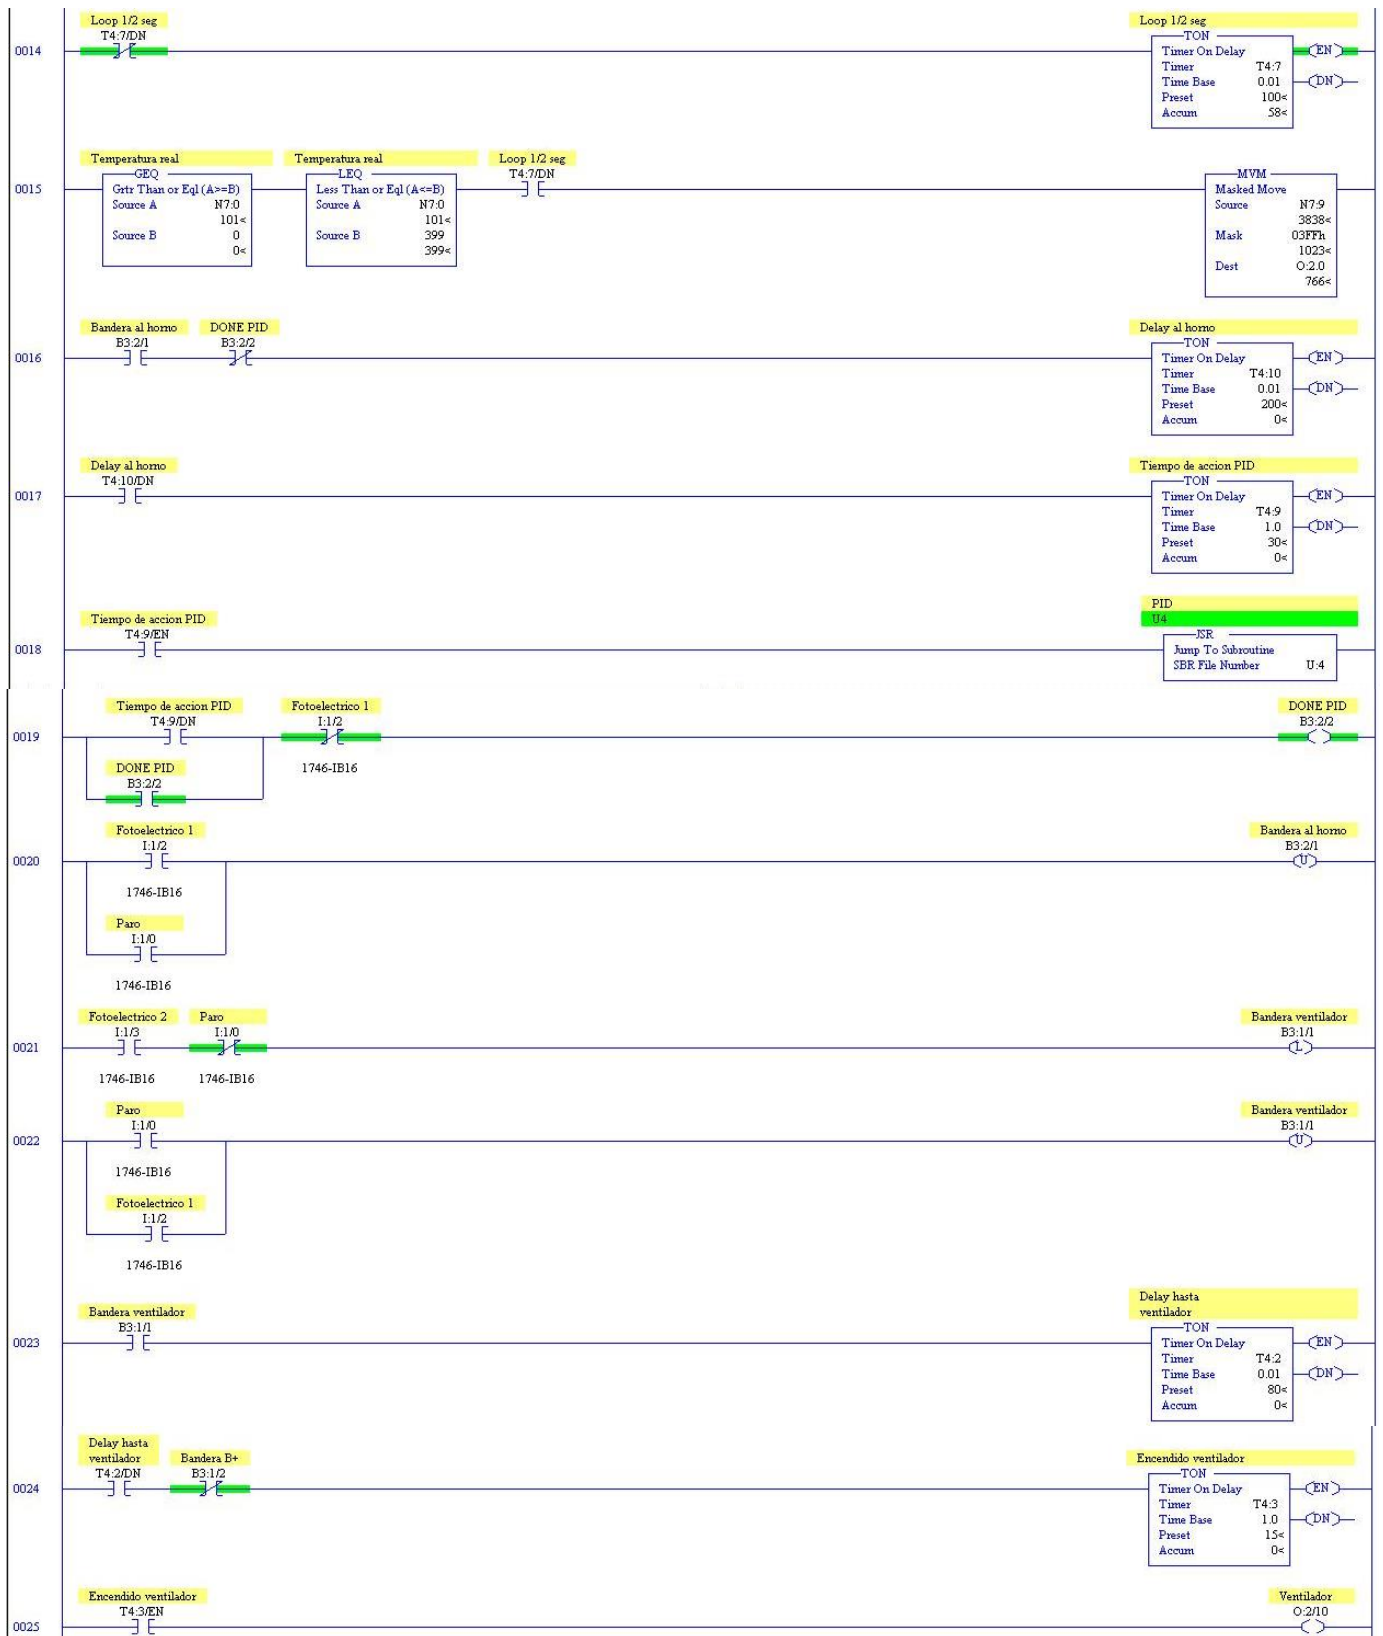 Loop 1/2 seg
T4:7/DN
0014
Loop 1/2 seg
TON
Timer On Delay
Timer T4:7
Time Base 0.01
Preset 100<
Accum 58<
EN
DN
0015
Temperatura real
GEQ
Grtr Than or Eql (A>=B)
Source A N7:0
101<
Source B 0
0<
Temperatura real
LEQ
Less Than or Eql (A<=B)
Source A N7:0
101<
Source B 399
399<
Loop 1/2 seg
T4:7/DN
MVM
Masked Move
Source N7:9
3838<
Mask 03FFh
1023<
Dest O:2.0
766<
0016
Bandera al horno
B3:2/1
DONE PID
B3:2/2
Delay al horno
TON
Timer On Delay
Timer T4:10
Time Base 0.01
Preset 200<
Accum 0<
EN
DN
0017
Delay al horno
T4:10/DN
Tiempo de accion PID
TON
Timer On Delay
Timer T4:9
Time Base 1.0
Preset 30<
Accum 0<
EN
DN
0018
Tiempo de accion PID
T4:9/EN
PID
U4
JSR
Jump To Subroutine
SBR File Number U:4
0019
Tiempo de accion PID
T4:9/DN
DONE PID
B3:2/2
Fotoelectrico 1
I:1/2
1746-IB16
DONE PID
B3:2/2
0020
Fotoelectrico 1
I:1/2
1746-IB16
Paro
I:1/0
1746-IB16
Bandera al horno
B3:2/1
U
0021
Fotoelectrico 2
I:1/3
1746-IB16
Paro
I:1/0
1746-IB16
Bandera ventilador
B3:1/1
L
0022
Paro
I:1/0
1746-IB16
Fotoelectrico 1
I:1/2
1746-IB16
Bandera ventilador
B3:1/1
U
0023
Bandera ventilador
B3:1/1
Delay hasta
ventilador
TON
Timer On Delay
Timer T4:2
Time Base 0.01
Preset 80<
Accum 0<
EN
DN
0024
Delay hasta
ventilador
T4:2/DN
Bandera B+
B3:1/2
Encendido ventilador
TON
Timer On Delay
Timer T4:3
Time Base 1.0
Preset 15<
Accum 0<
EN
DN
0025
Encendido ventilador
T4:3/EN
Ventilador
O:2/10